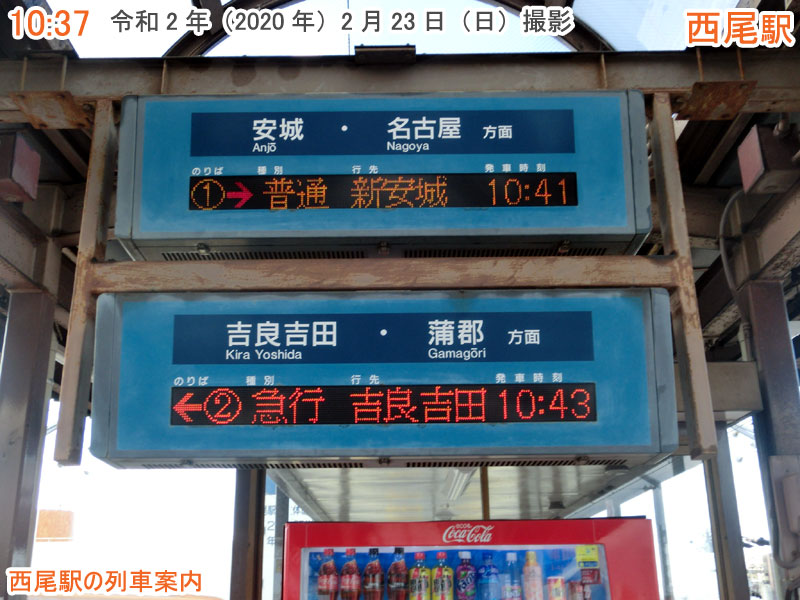 10:37 令和2年（2020年）2月23日（日）撮影 西尾駅
安城 ・ 名古屋 方面
Anjō Nagoya
のりば 種別 行先 発車時刻
①→ 普通 新安城 10:41
吉良吉田 ・ 蒲郡 方面
Kira Yoshida Gamagōri
のりば 種別 行先 発車時刻
←② 急行 吉良吉田 10:43
Coca-Cola
西尾駅の列車案内